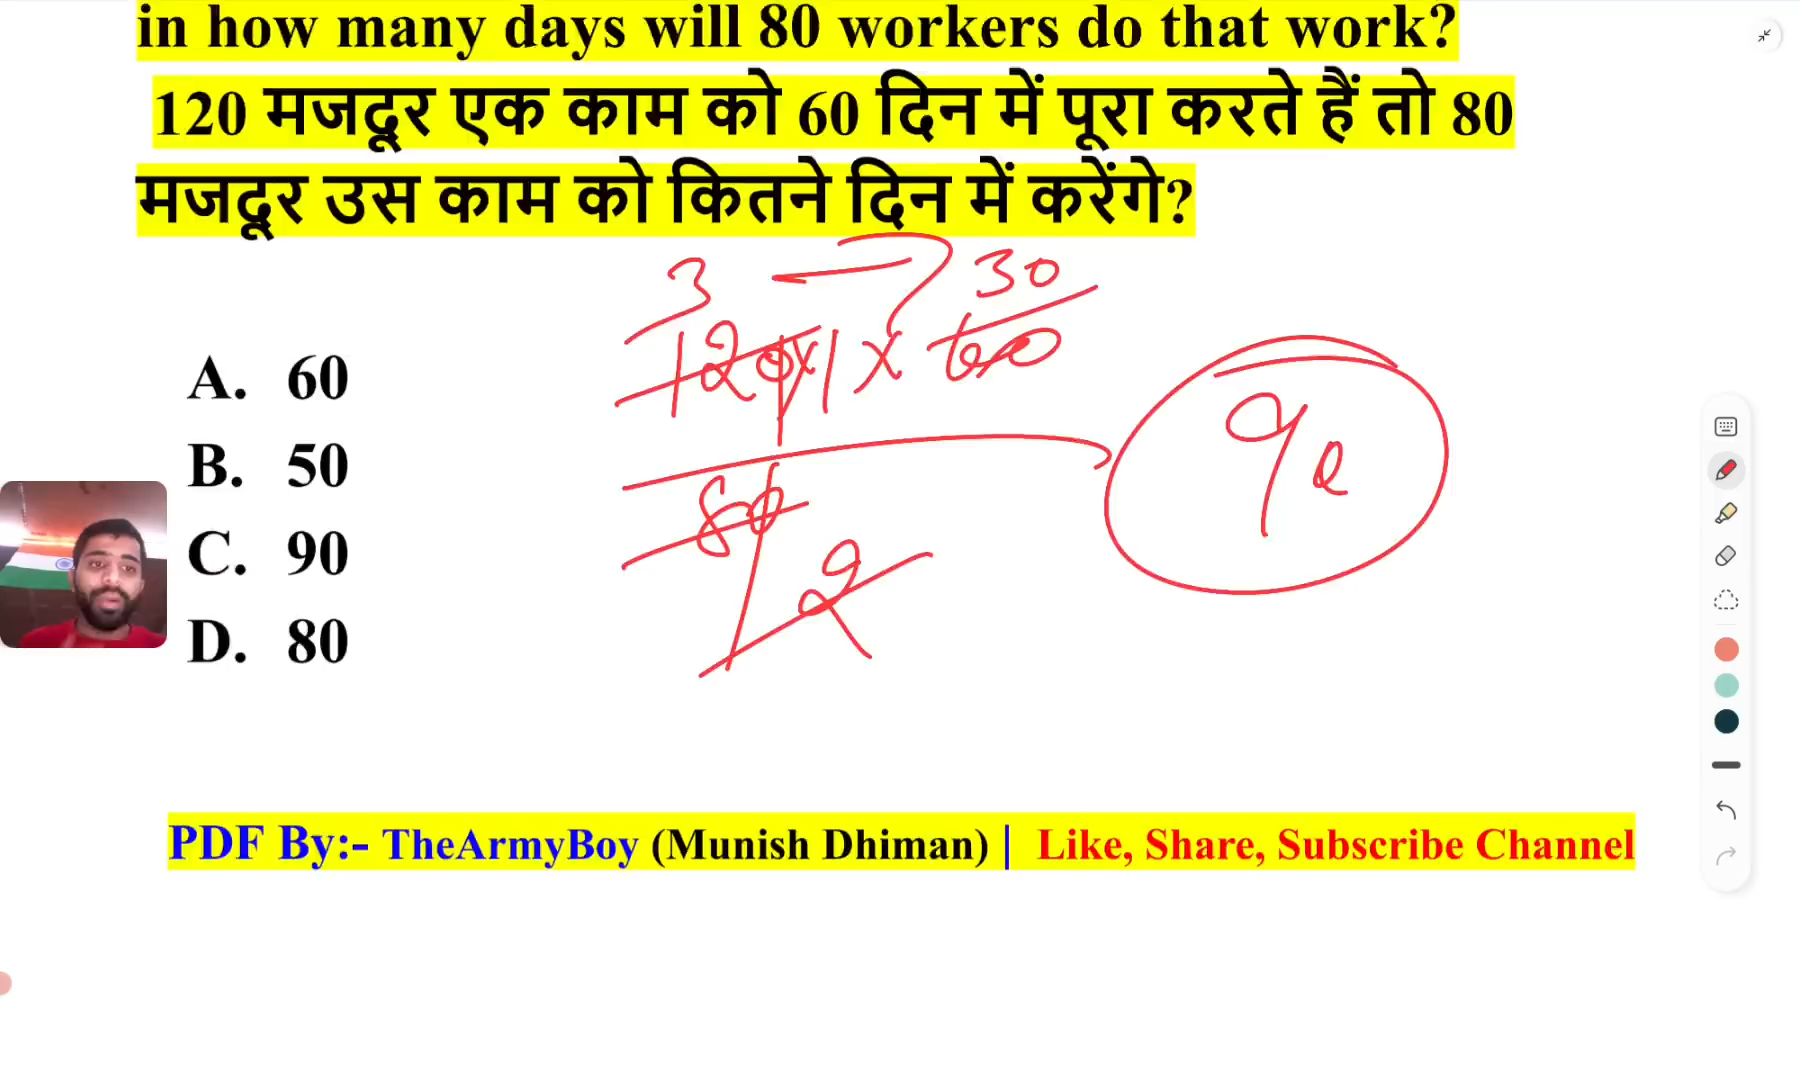 in how many days will 80 workers do that work?
120 मजदूर एक काम को 60 दिन में पूरा करते हैं तो 80
मजदूर उस काम को कितने दिन में करेंगे?
3 30
120 x 1 x 60
80
2
A. 60
B. 50
C. 90
D. 80
PDF By:- TheArmyBoy (Munish Dhiman) | Like, Share, Subscribe Channel